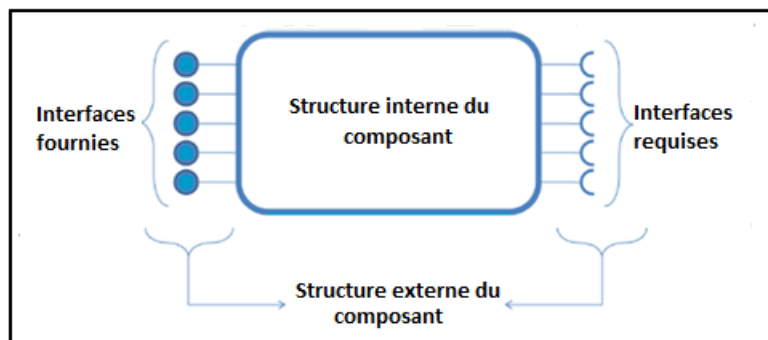 Interfaces
fournies
Structure interne du
composant
Interfaces
requises
Structure externe du
composant